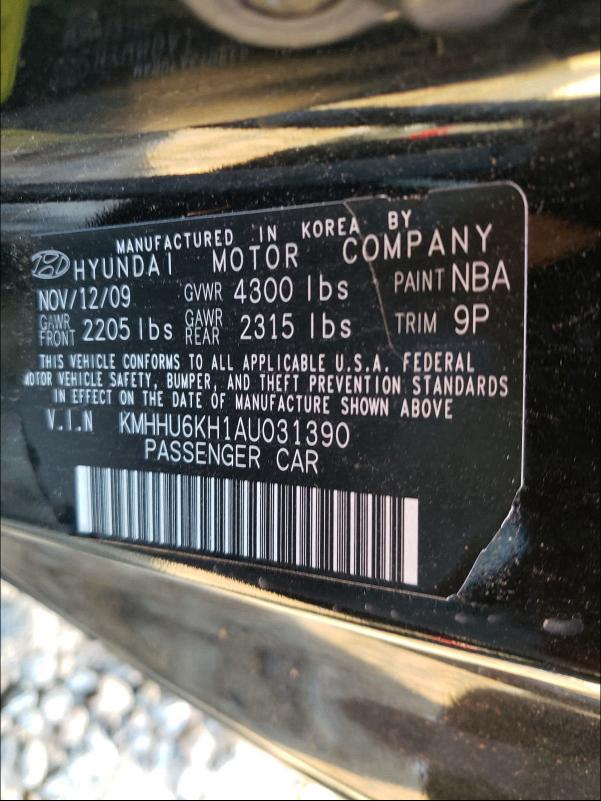 MANUFACTURED IN KOREA BY
HYUNDAI MOTOR COMPANY
NOV/12/09 GVWR 4300 lbs PAINT NBA
GAWR FRONT 2205 lbs GAWR REAR 2315 lbs TRIM 9P
THIS VEHICLE CONFORMS TO ALL APPLICABLE U.S.A. FEDERAL
MOTOR VEHICLE SAFETY, BUMPER, AND THEFT PREVENTION STANDARDS
IN EFFECT ON THE DATE OF MANUFACTURE SHOWN ABOVE
V.I.N KMHHU6KH1AU031390
PASSENGER CAR